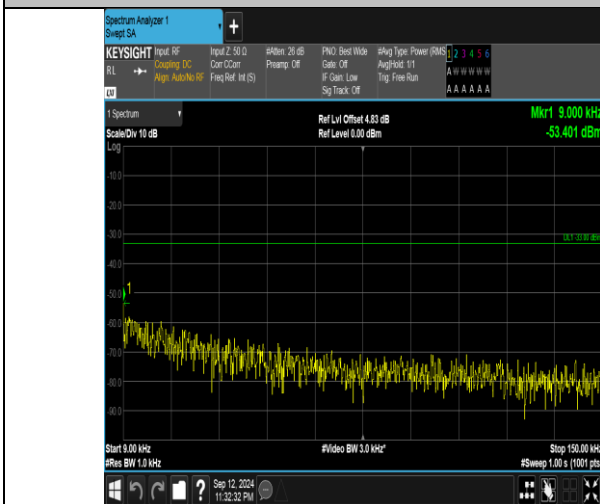 Spectrum Analyzer 1
Swept SA
+
KEYSIGHT Input: RF Input Z: 50 Ω #Atten: 26 dB PNO: Best Wide #Avg Type: Power (RMS 1 2 3 4 5 6
RL Coupling: DC Corr CCorr Preamp: Off Gate: Off Avg|Hold: 1/1 A W W W W W
Align: Auto/No RF Freq Ref: Int (S) IF Gain: Low Trig: Free Run
Sig Track: Off A A A A A A
1 Spectrum
Ref Lvl Offset 4.83 dB Mkr1 9.000 kHz
Scale/Div 10 dB Ref Level 0.00 dBm -53.401 dBm
Log
-10.0
-20.0
-30.0
DL1 -33.00 dBm
-40.0
-50.0
1
-60.0
-70.0
-80.0
-90.0
Start 9.00 kHz #Video BW 3.0 kHz* Stop 150.00 kHz
#Res BW 1.0 kHz #Sweep 1.00 s (1001 pts
? Sep 12, 2024
11:32:32 PM